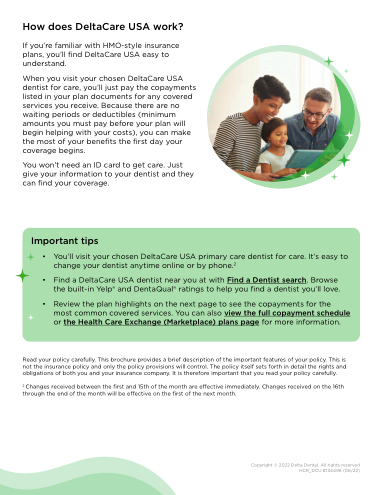 How does DeltaCare USA work?
If you're familiar with HMO-style insurance
plans, you'll find DeltaCare USA easy to
understand.
When you visit your chosen DeltaCare USA
dentist for care, you'll just pay the copayments
listed in your plan documents for any covered
services you receive. Because there are no
waiting periods or deductibles (minimum
amounts you must pay before your plan will
begin helping with your costs), you can make
the most of your benefits the first day your
coverage begins.
You won't need an ID card to get care. Just
give your information to your dentist and they
can find your coverage.
Important tips
• You'll visit your chosen DeltaCare USA primary care dentist for care. It's easy to
change your dentist anytime online or by phone.²
• Find a DeltaCare USA dentist near you at with Find a Dentist search. Browse
the built-in Yelp and DentaQual ratings to help you find a dentist you'll love.
• Review the plan highlights on the next page to see the copayments for the
most common covered services. You can also view the full copayment schedule
or the Health Care Exchange (Marketplace) plans page for more information.
Read your policy carefully. This brochure provides a brief description of the important features of your policy. This is
not the insurance policy and only the policy provisions will control. The policy itself sets forth in detail the rights and
obligations of both you and your insurance company. It is therefore important that you read your policy carefully.
² Changes received between the first and 15th of the month are effective immediately. Changes received on the 16th
through the end of the month will be effective on the first of the next month.
Copyright © 2022 Delta Dental. All rights reserved